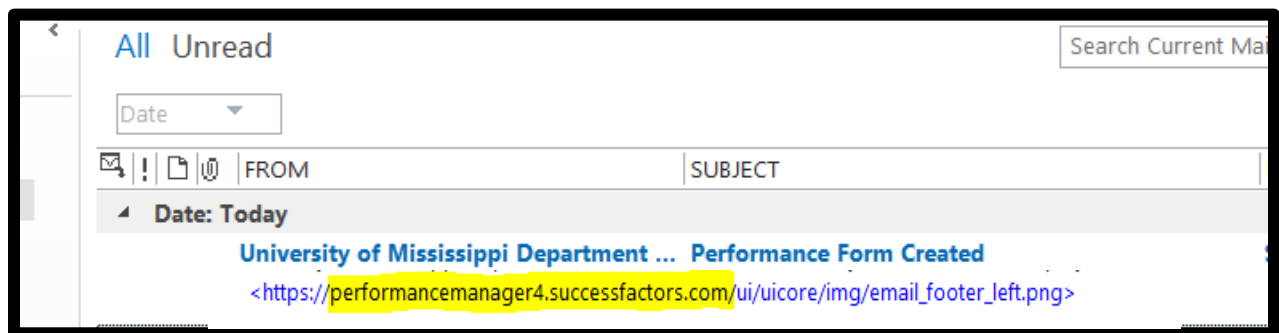 All Unread
Search Current Mai
Date
! FROM SUBJECT
Date: Today
University of Mississippi Department ... Performance Form Created
<https://performancemanager4.successfactors.com/ui/uicore/img/email_footer_left.png>